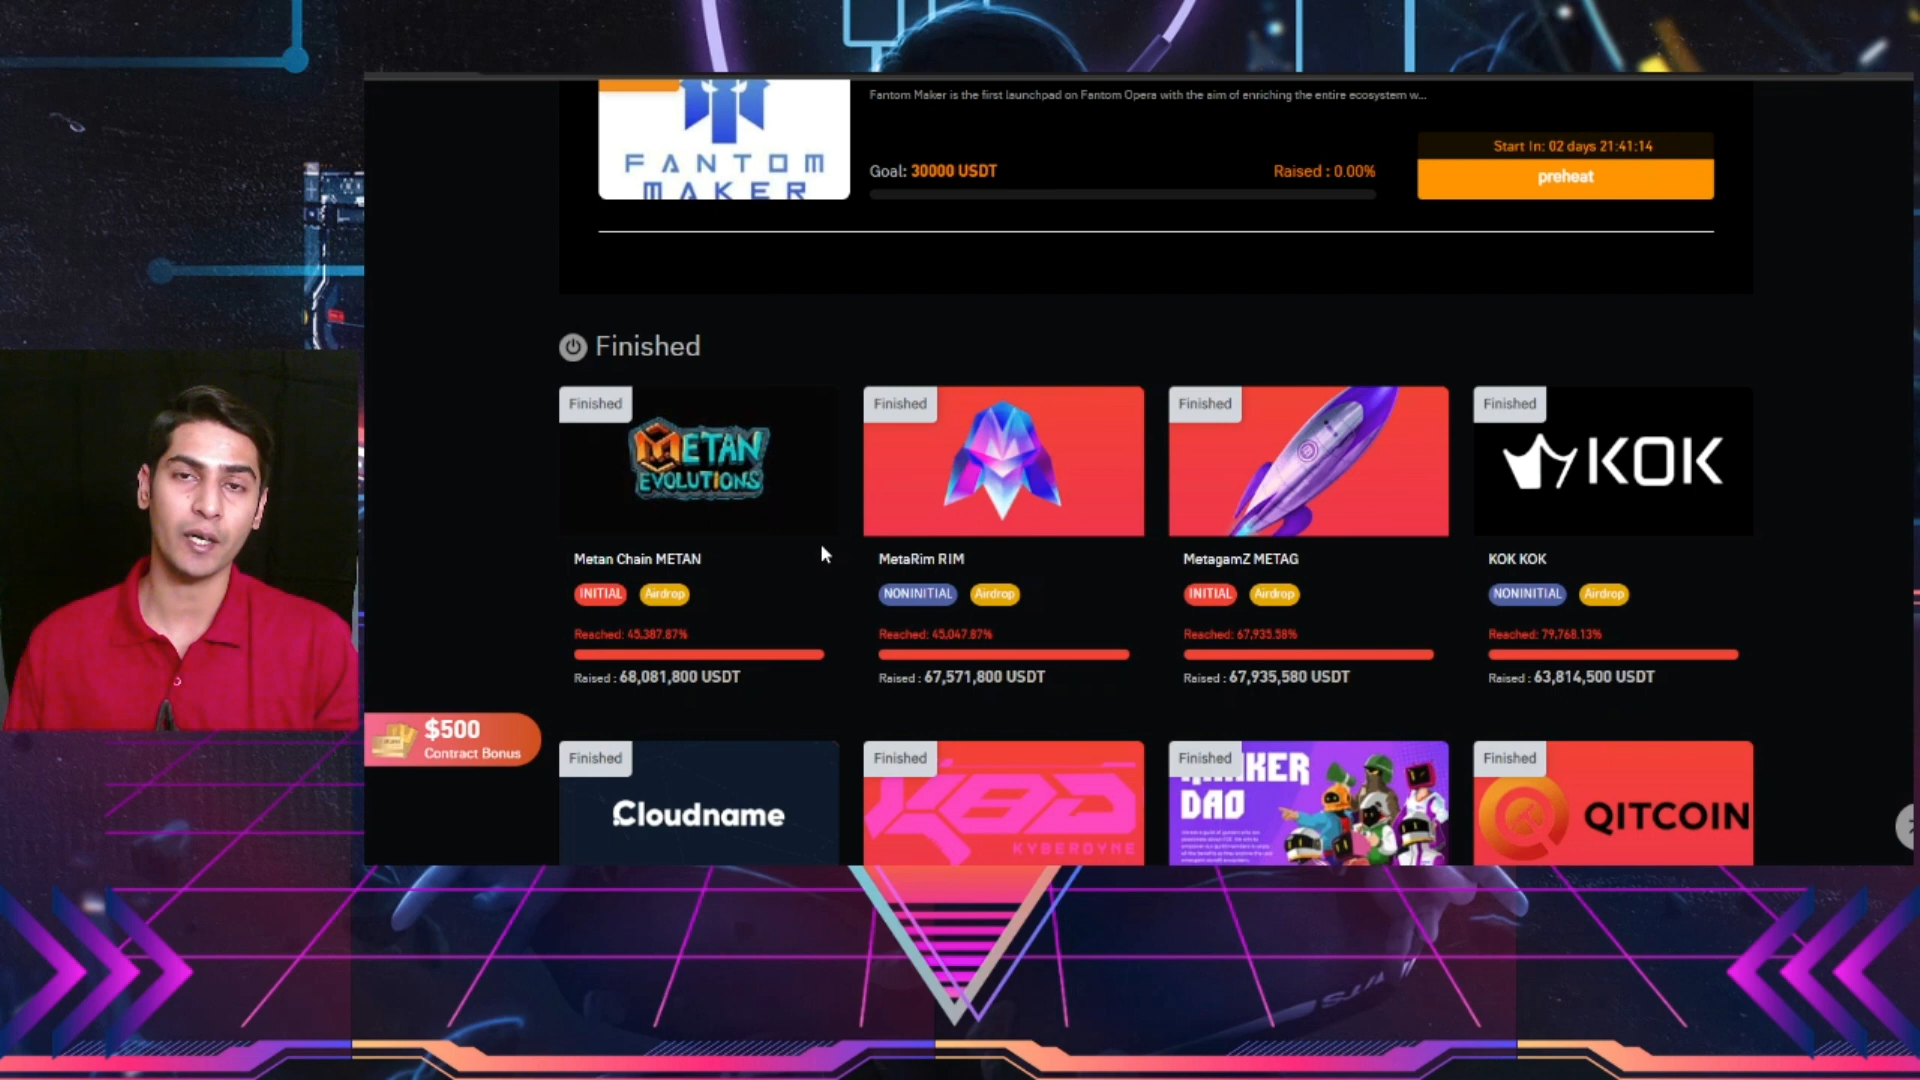 Fantom Maker is the first launchpad on Fantom Opera with the aim of enriching the entire ecosystem w...
FANTOM
MAKER
Goal: 30000 USDT
Raised : 0.00%
Start In: 02 days 21:41:14
preheat
Finished
Finished
METAN
EVOLUTIONS
Metan Chain METAN
INITIAL
Airdrop
Reached: 45,387.87%
Raised : 68,081,800 USDT
Finished
MetaRim RIM
NONINITIAL
Airdrop
Reached: 45,047.87%
Raised : 67,571,800 USDT
Finished
MetagamZ METAG
INITIAL
Airdrop
Reached: 67,935.58%
Raised : 67,935,580 USDT
Finished
KOK
KOK KOK
NONINITIAL
Airdrop
Reached: 79,768.13%
Raised : 63,814,500 USDT
$500
Contract Bonus
Finished
Cloudname
Finished
KBD
KYBERDYNE
Finished
DAO
Finished
QITCOIN